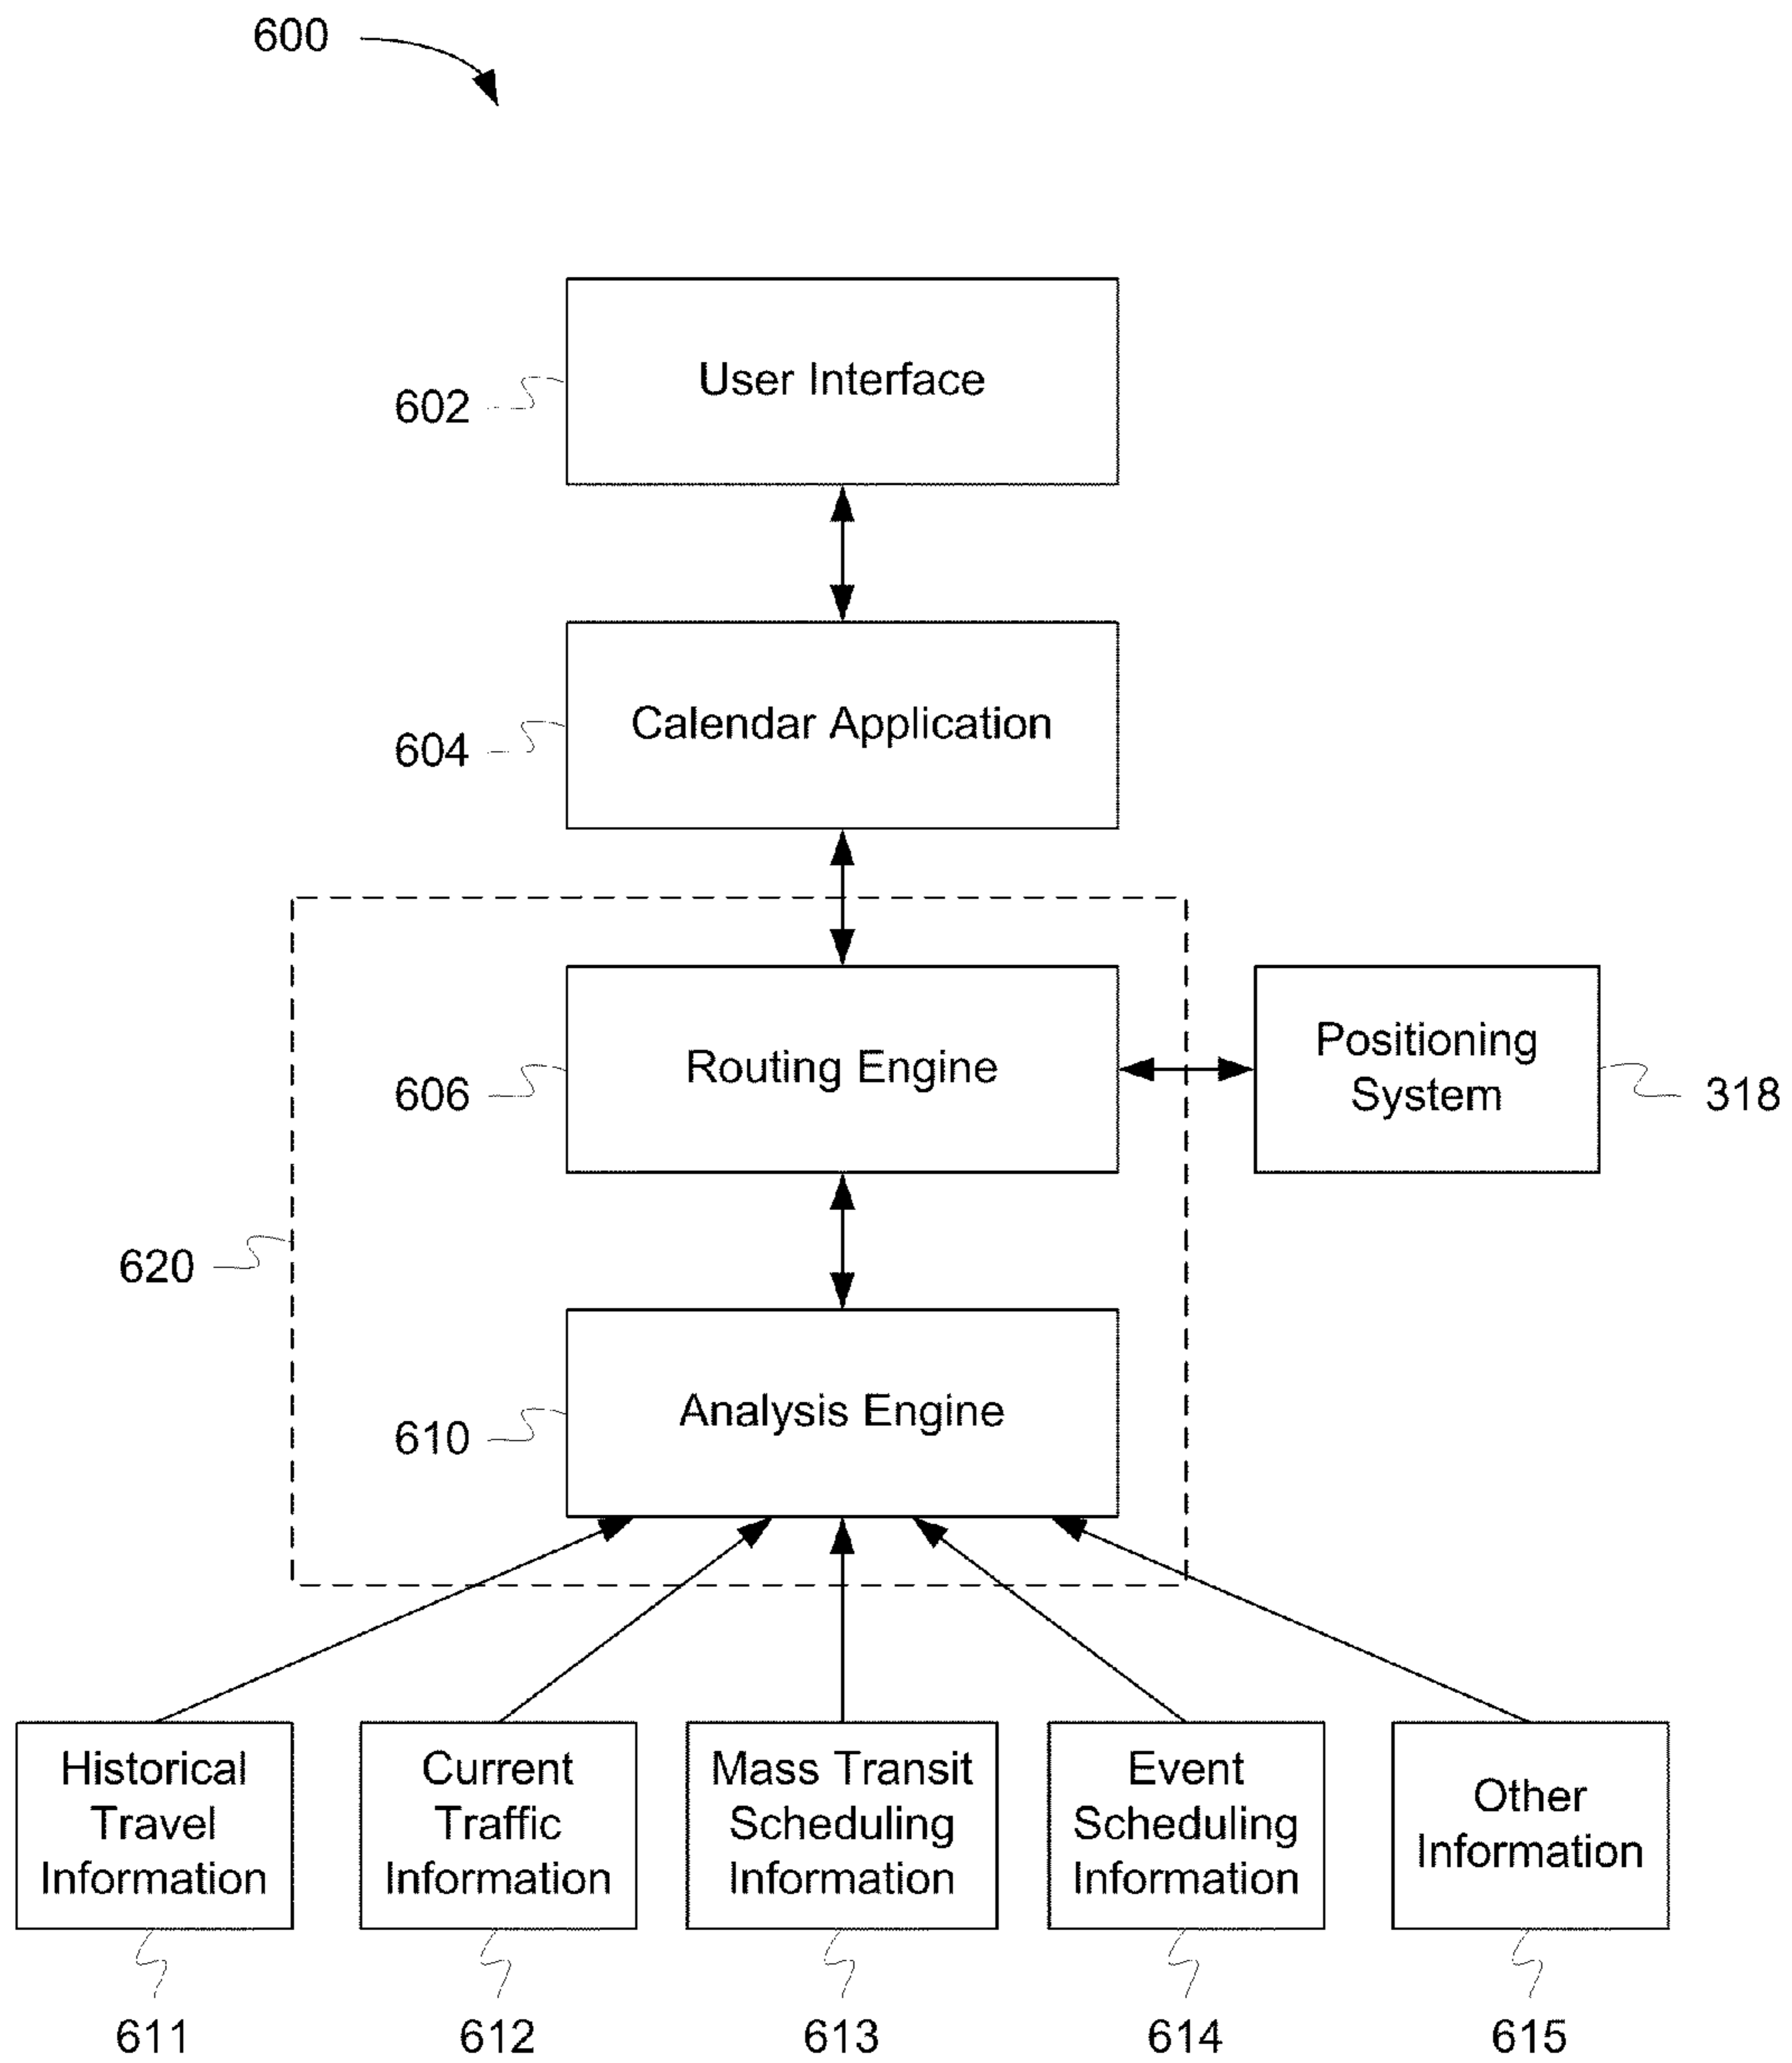 600
User Interface
602
Calendar Application
604
Routing Engine
606
Positioning
System
318
620
Analysis Engine
610
Historical
Travel
Information
Current
Traffic
Information
Mass Transit
Scheduling
Information
Event
Scheduling
Information
Other
Information
611
612
613
614
615